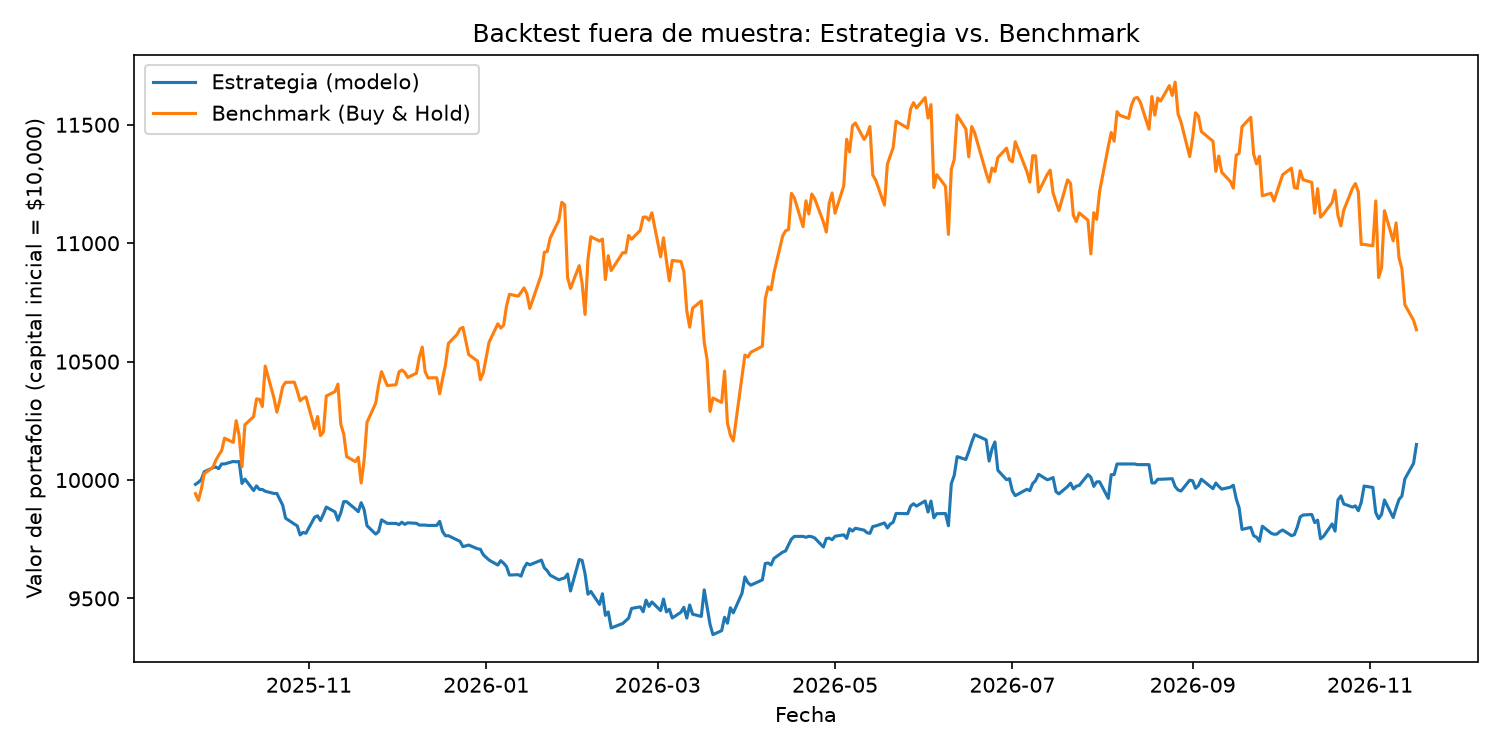 Backtest fuera de muestra: Estrategia vs. Benchmark
Estrategia (modelo)
Benchmark (Buy & Hold)
Valor del portafolio (capital inicial = $10,000)
11500
11000
10500
10000
9500
2025-11
2026-01
2026-03
2026-05
2026-07
2026-09
2026-11
Fecha